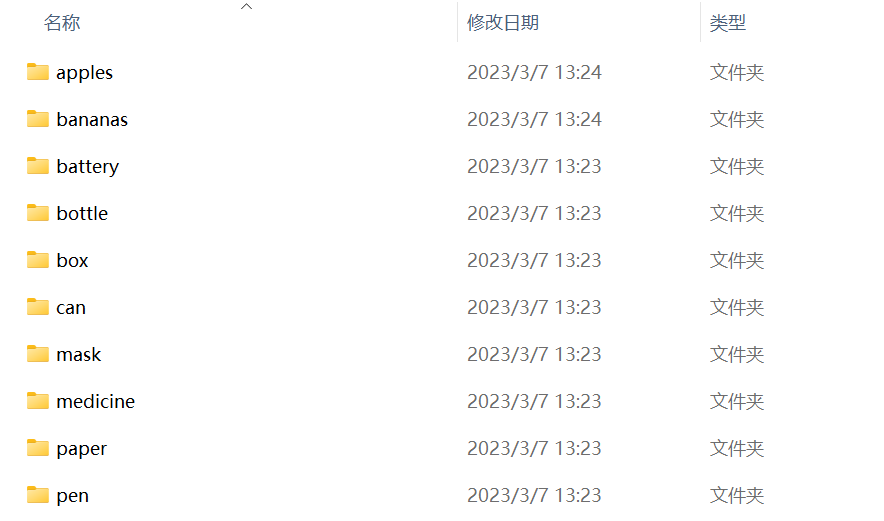 名称 修改日期 类型
apples 2023/3/7 13:24 文件夹
bananas 2023/3/7 13:24 文件夹
battery 2023/3/7 13:23 文件夹
bottle 2023/3/7 13:23 文件夹
box 2023/3/7 13:23 文件夹
can 2023/3/7 13:23 文件夹
mask 2023/3/7 13:23 文件夹
medicine 2023/3/7 13:23 文件夹
paper 2023/3/7 13:23 文件夹
pen 2023/3/7 13:23 文件夹